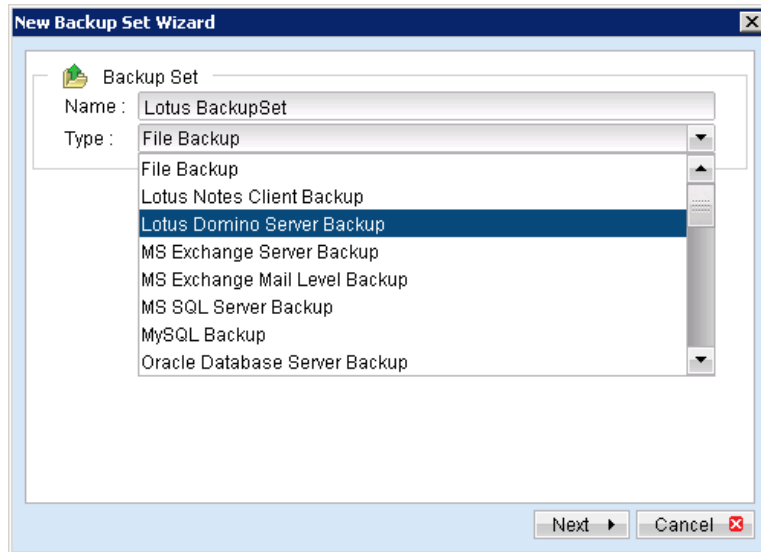 New Backup Set Wizard
Backup Set
Name : Lotus BackupSet
Type : File Backup
File Backup
Lotus Notes Client Backup
Lotus Domino Server Backup
MS Exchange Server Backup
MS Exchange Mail Level Backup
MS SQL Server Backup
MySQL Backup
Oracle Database Server Backup
Next Cancel